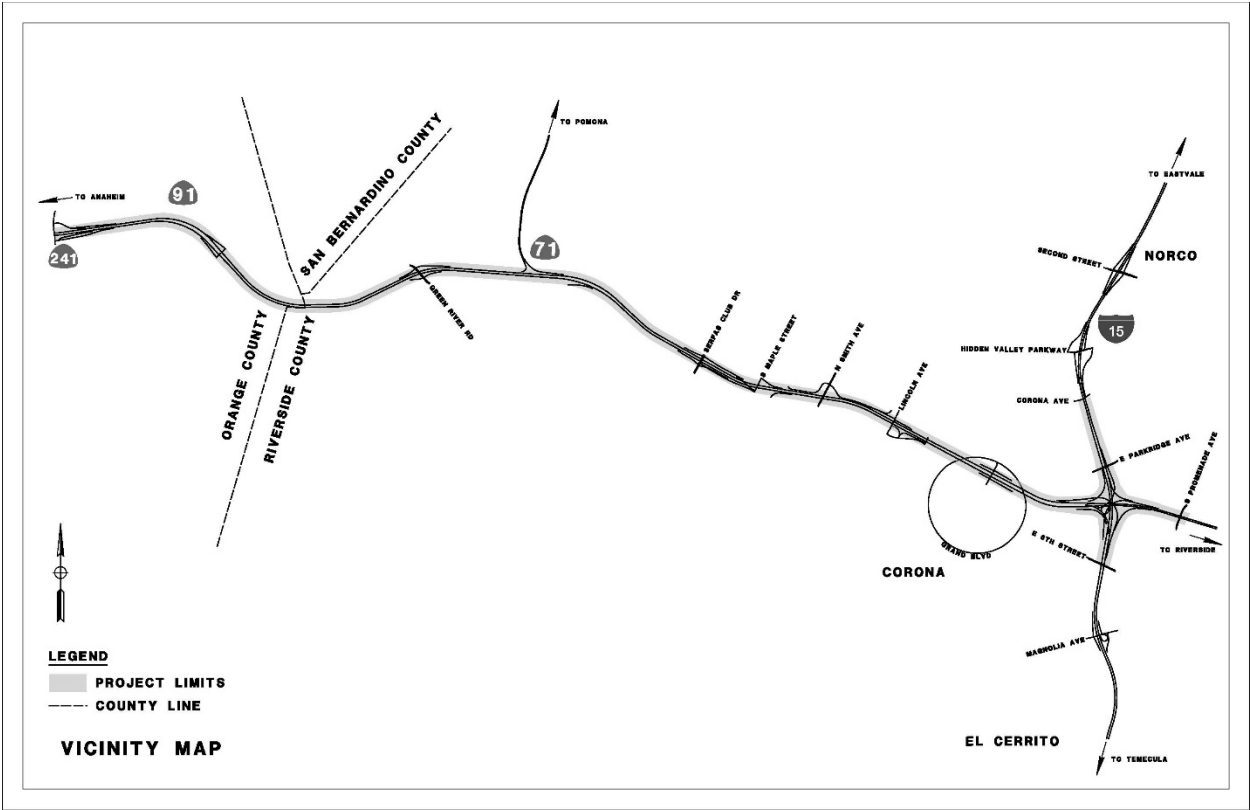 TO POMONA
SAN BERNARDINO COUNTY
TO EASTVALE
91
TO ANAHEIM
241
71
SECOND STREET
NORCO
GREEN RIVER RD
15
ORANGE COUNTY
RIVERSIDE COUNTY
SERFAS CLUB DR
S MAPLE STREET
N SMITH AVE
LINCOLN AVE
HIDDEN VALLEY PARKWAY
CORONA AVE
E PARKRIDGE AVE
S PROMENADE AVE
GRAND BLVD
E 6TH STREET
TO RIVERSIDE
CORONA
MAGNOLIA AVE
LEGEND
PROJECT LIMITS
COUNTY LINE
VICINITY MAP
EL CERRITO
TO TEMECULA